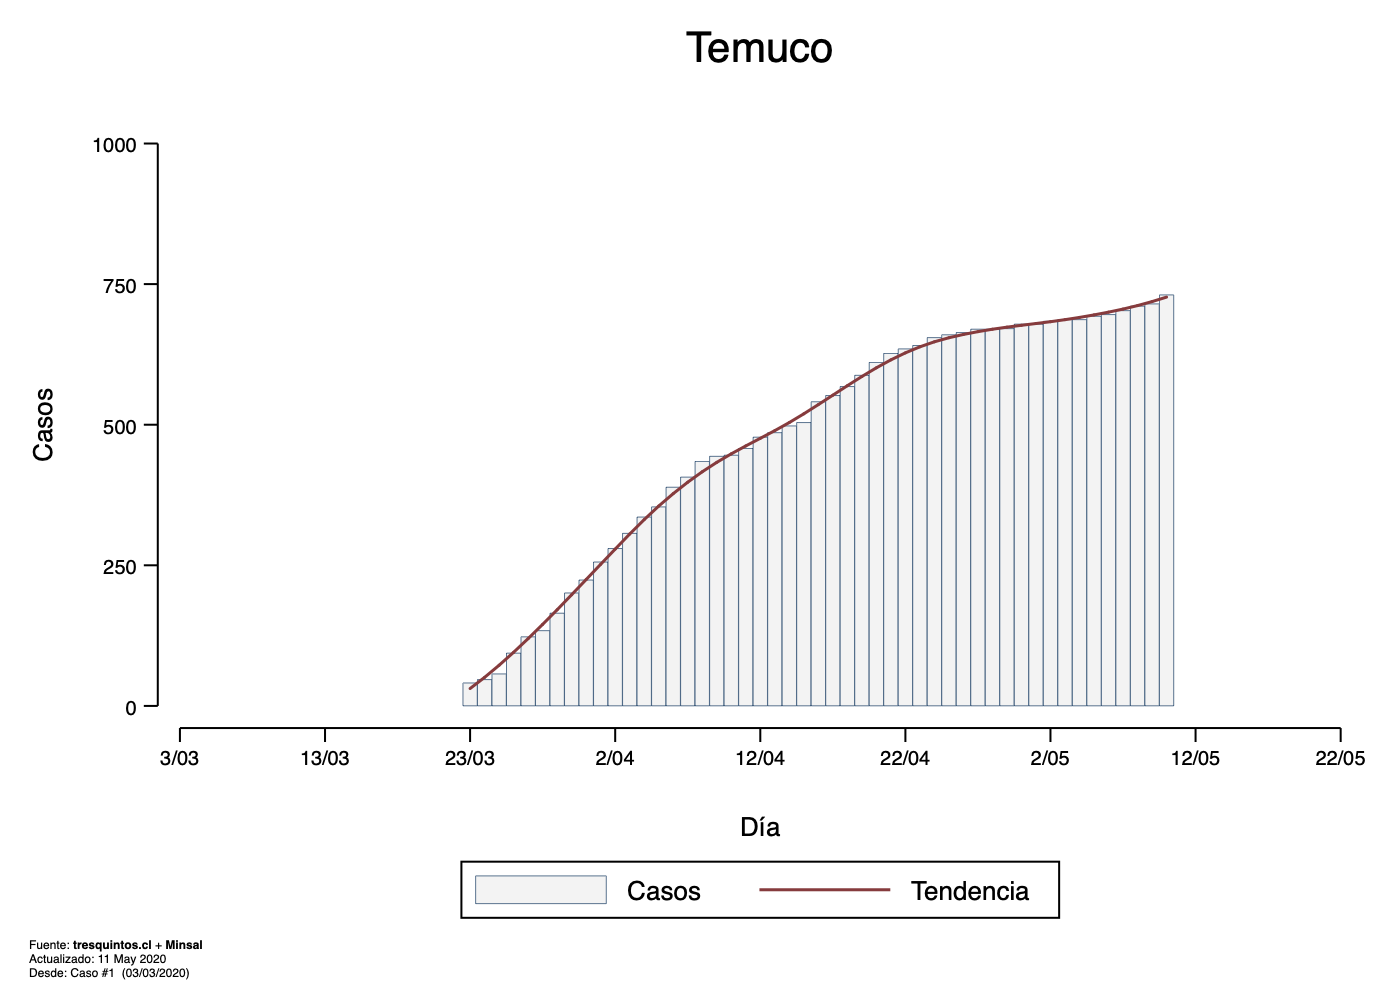 Temuco
1000
750
500
250
0
Casos
3/03 13/03 23/03 2/04 12/04 22/04 2/05 12/05 22/05
Día
Casos Tendencia
Fuente: tresquintos.cl + Minsal
Actualizado: 11 May 2020
Desde: Caso #1 (03/03/2020)